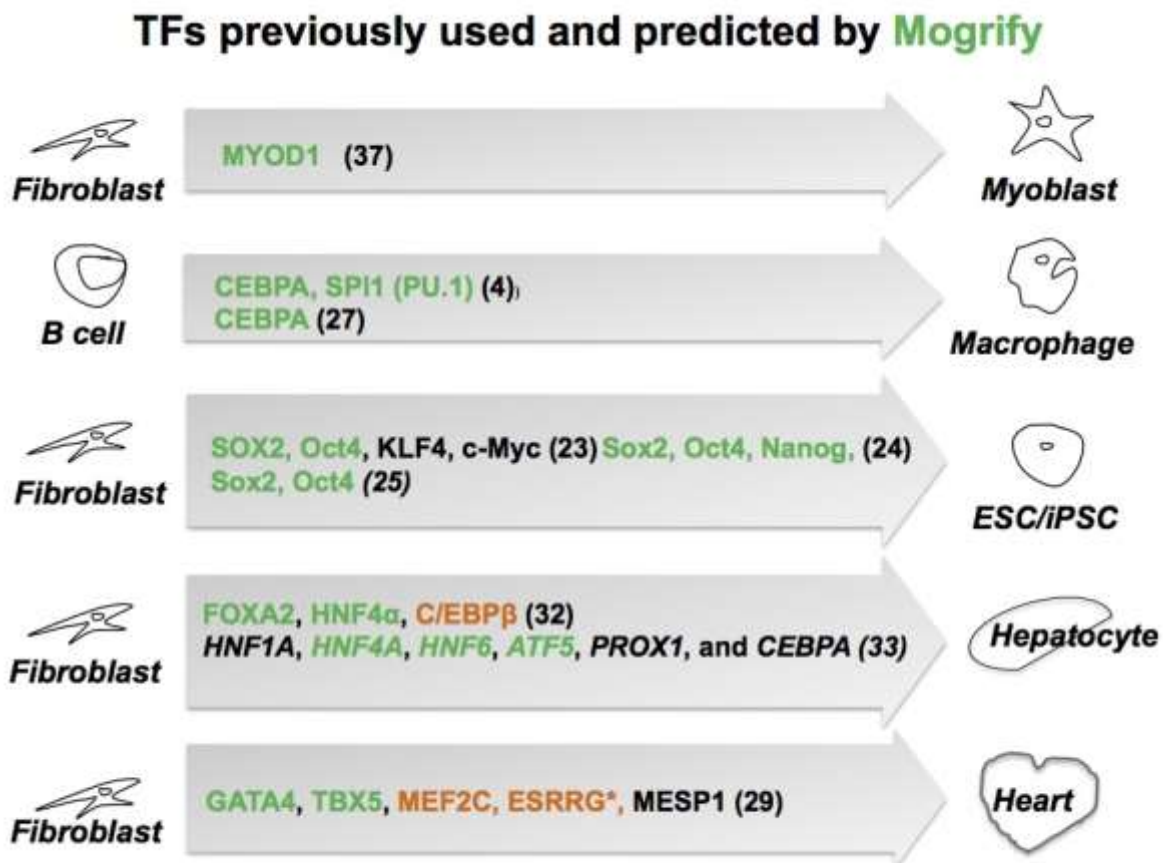 TFs previously used and predicted by Mogrify
MYOD1 (37)
Fibroblast
Myoblast
CEBPA, SPI1 (PU.1) (4))
CEBPA (27)
B cell
Macrophage
SOX2, Oct4, KLF4, c-Myc (23) Sox2, Oct4, Nanog, (24)
Sox2, Oct4 (25)
Fibroblast
ESC/iPSC
FOXA2, HNF4α, C/EBPβ (32)
HNF1A, HNF4A, HNF6, ATF5, PROX1, and CEBPA (33)
Fibroblast
Hepatocyte
GATA4, TBX5, MEF2C, ESRRG*, MESP1 (29)
Fibroblast
Heart